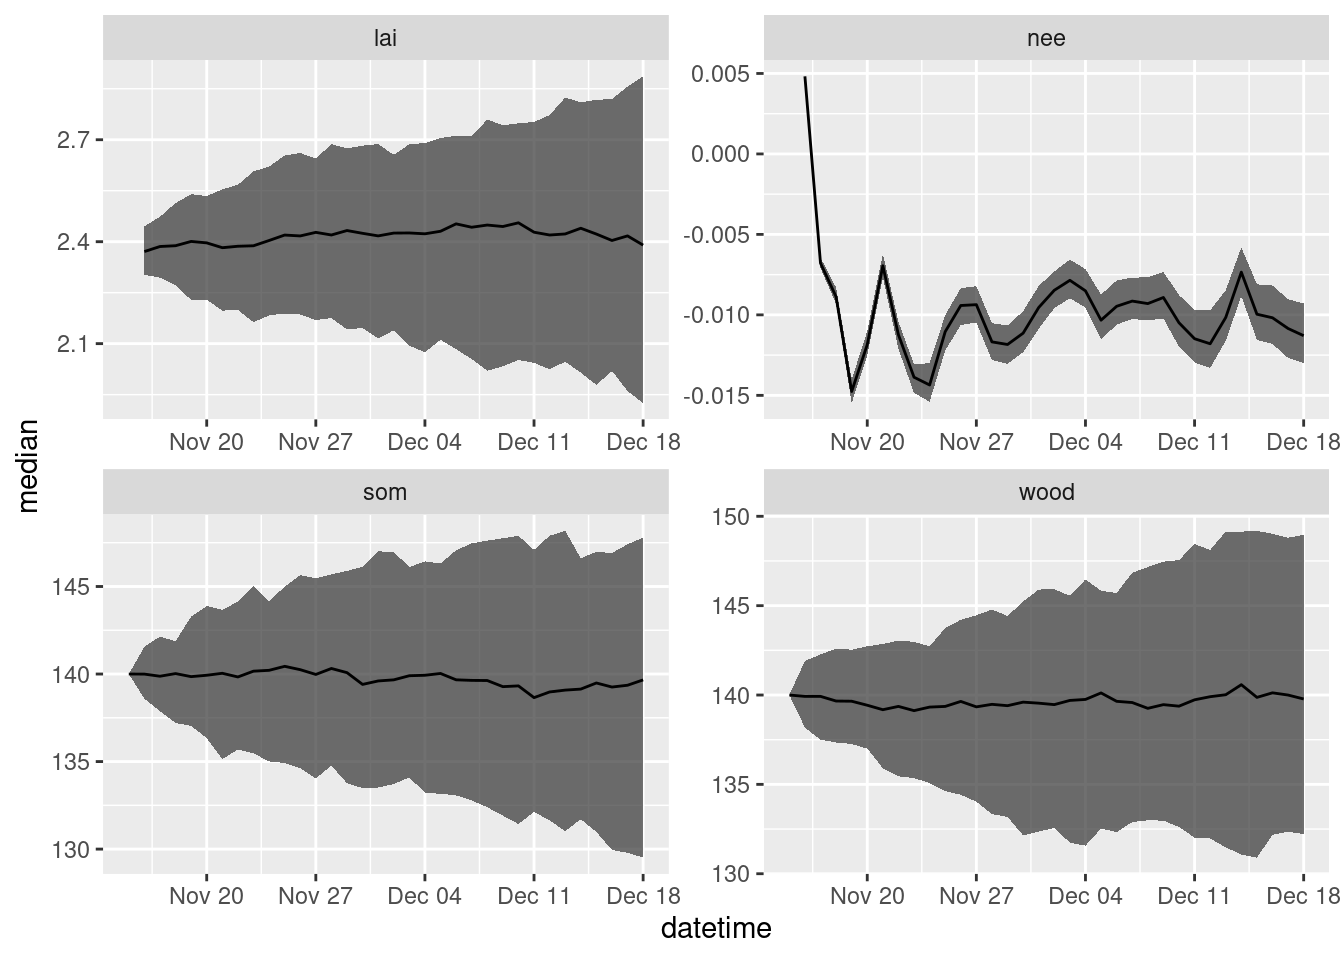 lai
nee
2.7
2.4
2.1
0.005
0.000
-0.005
-0.010
-0.015
Nov 20 Nov 27 Dec 04 Dec 11 Dec 18
Nov 20 Nov 27 Dec 04 Dec 11 Dec 18
median
som
wood
145
140
135
130
150
145
140
135
130
Nov 20 Nov 27 Dec 04 Dec 11 Dec 18
Nov 20 Nov 27 Dec 04 Dec 11 Dec 18
datetime